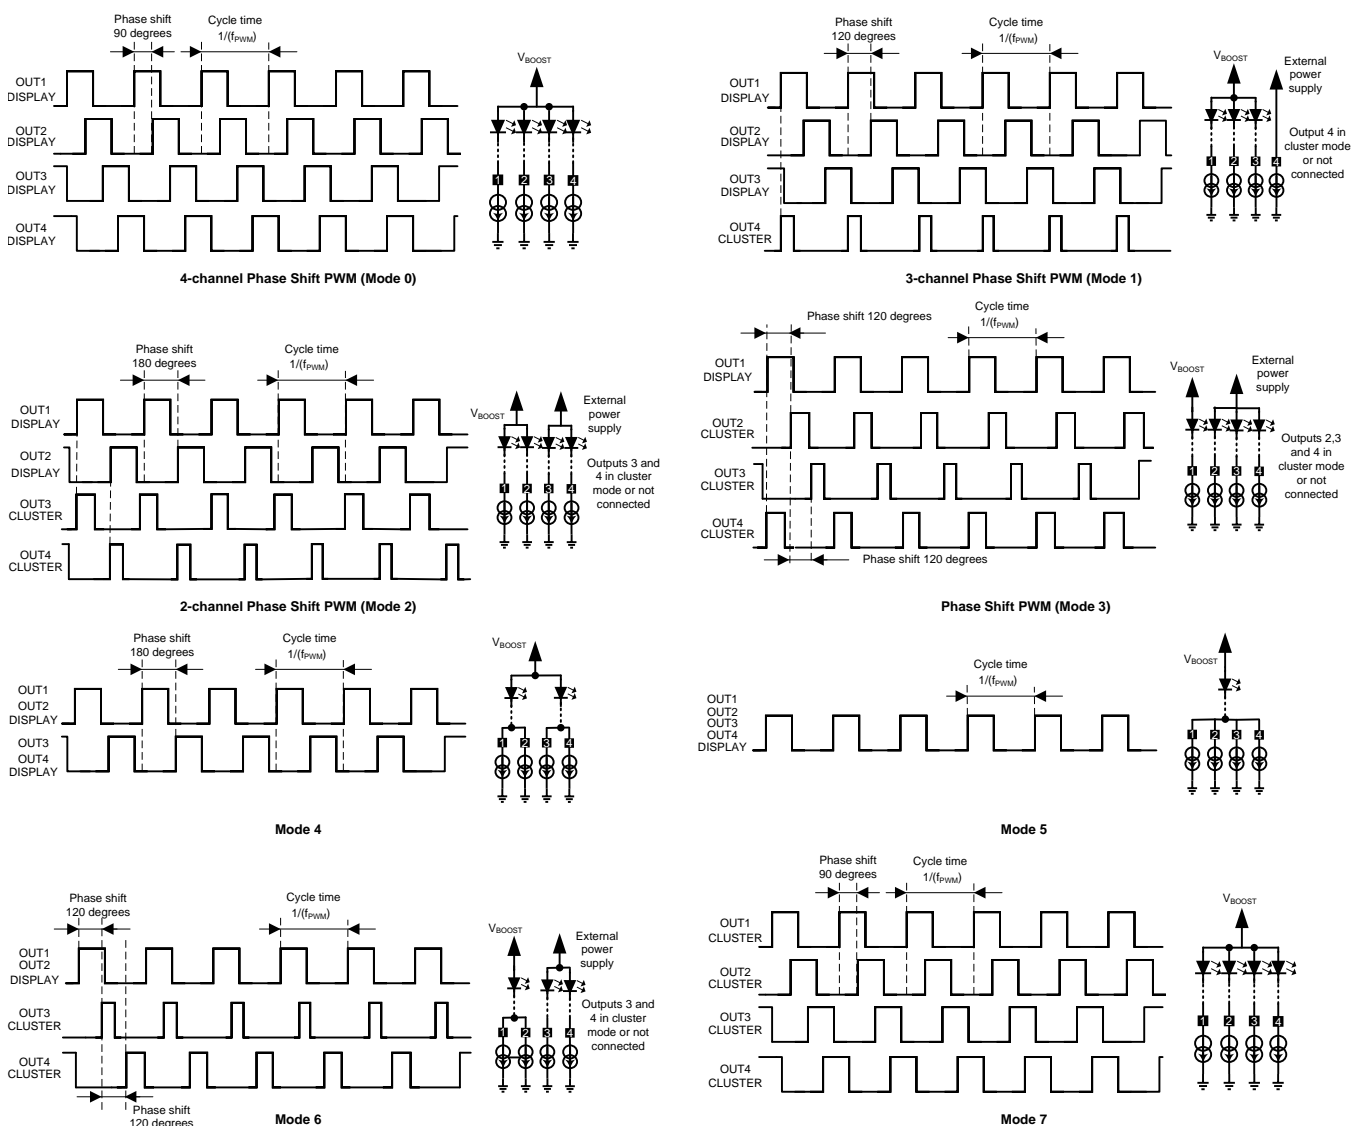 Phase shift
90 degrees
Cycle time
1/(fPWM)
VBOOST
OUT1
DISPLAY
OUT2
DISPLAY
OUT3
DISPLAY
OUT4
DISPLAY
1 2 3 4
4-channel Phase Shift PWM (Mode 0)
Phase shift
120 degrees
Cycle time
1/(fPWM)
VBOOST
External
power
supply
OUT1
DISPLAY
OUT2
DISPLAY
OUT3
DISPLAY
OUT4
CLUSTER
Output 4 in
cluster mode
or not
connected
1 2 3 4
3-channel Phase Shift PWM (Mode 1)
Phase shift
180 degrees
Cycle time
1/(fPWM)
VBOOST
External
power
supply
OUT1
DISPLAY
OUT2
DISPLAY
OUT3
CLUSTER
OUT4
CLUSTER
Outputs 3 and
4 in cluster
mode or not
connected
1 2 3 4
2-channel Phase Shift PWM (Mode 2)
Phase shift 120 degrees
Cycle time
1/(fPWM)
VBOOST
External
power
supply
OUT1
DISPLAY
OUT2
CLUSTER
OUT3
CLUSTER
OUT4
CLUSTER
Outputs 2,3
and 4 in
cluster mode
or not
connected
1 2 3 4
Phase shift 120 degrees
Phase Shift PWM (Mode 3)
Phase shift
180 degrees
Cycle time
1/(fPWM)
VBOOST
OUT1
OUT2
DISPLAY
OUT3
OUT4
DISPLAY
1 2 3 4
Mode 4
Cycle time
1/(fPWM)
VBOOST
OUT1
OUT2
OUT3
OUT4
DISPLAY
1 2 3 4
Mode 5
Phase shift
120 degrees
Cycle time
1/(fPWM)
VBOOST
External
power
supply
OUT1
OUT2
DISPLAY
OUT3
CLUSTER
OUT4
CLUSTER
Outputs 3 and
4 in cluster
mode or not
connected
1 2 3 4
Phase shift
120 degrees
Mode 6
Phase shift
90 degrees
Cycle time
1/(fPWM)
VBOOST
OUT1
CLUSTER
OUT2
CLUSTER
OUT3
CLUSTER
OUT4
CLUSTER
1 2 3 4
Mode 7